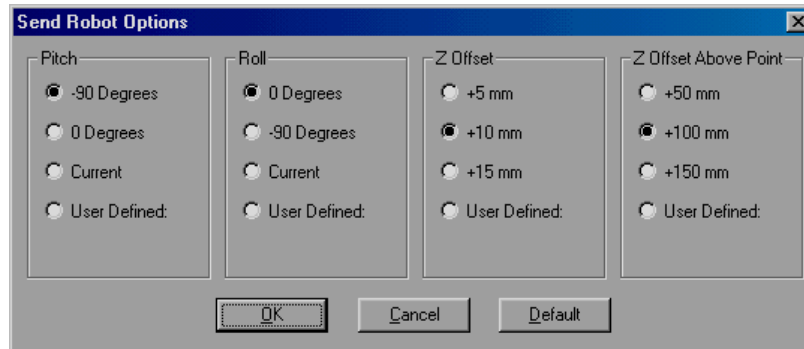 Send Robot Options
Pitch
-90 Degrees
0 Degrees
Current
User Defined:
Roll
0 Degrees
-90 Degrees
Current
User Defined:
Z Offset
+5 mm
+10 mm
+15 mm
User Defined:
Z Offset Above Point
+50 mm
+100 mm
+150 mm
User Defined:
OK
Cancel
Default